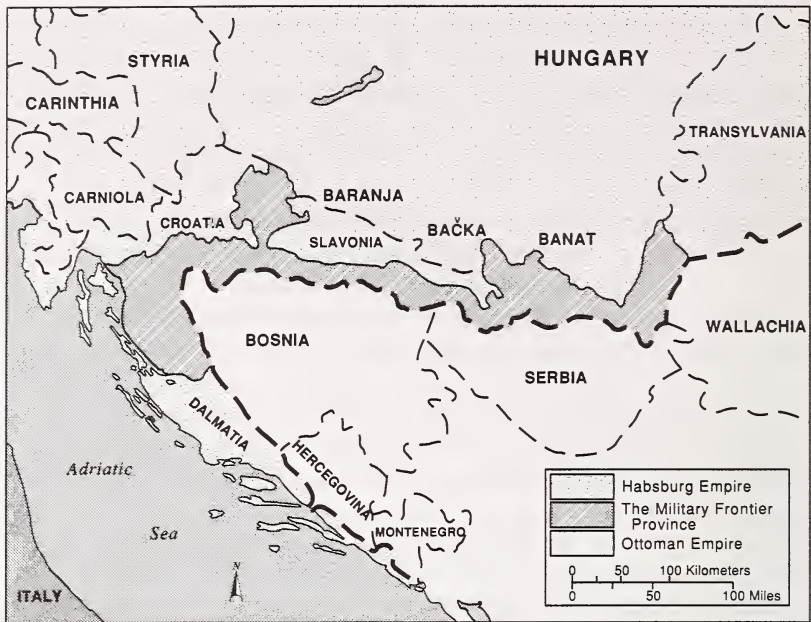 STYRIA
HUNGARY
CARINTHIA
TRANSYLVANIA
CARNIOLA
BARANJA
CROATIA
SLAVONIA
BAČKA
BANAT
WALLACHIA
BOSNIA
SERBIA
DALMATIA
HERCEGOVINA
Adriatic
Sea
MONTENEGRO
ITALY
N
Habsburg Empire
The Military Frontier
Province
Ottoman Empire
0 50 100 Kilometers
0 50 100 Miles